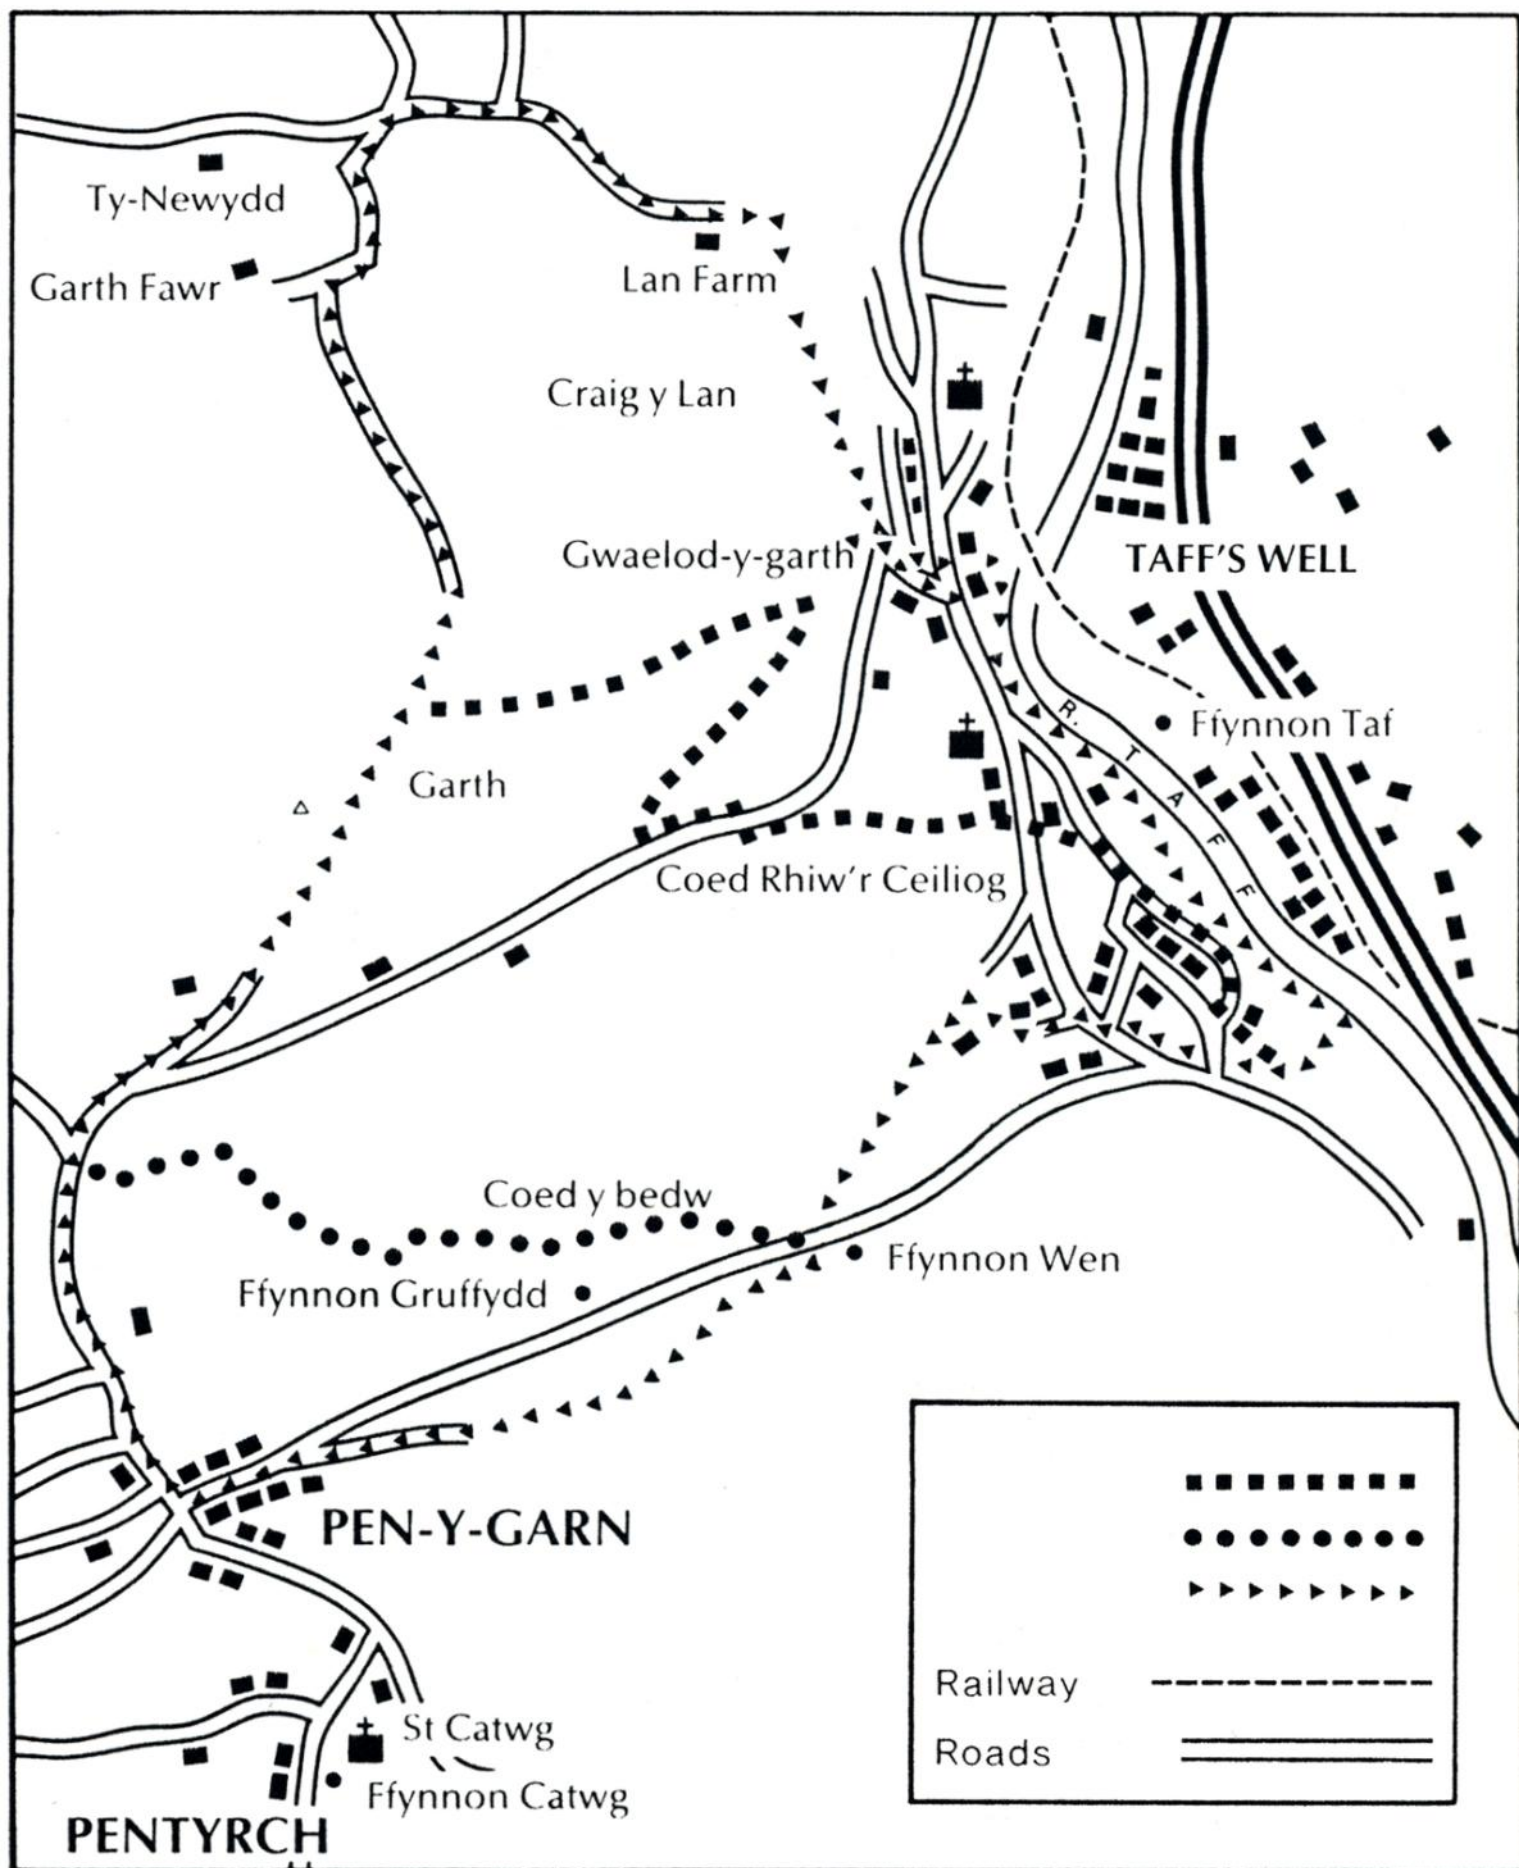 Ty-Newydd
Garth Fawr
Lan Farm
Craig y Lan
Gwaelod-y-garth
TAFF'S WELL
R. TAFF
Ffynnon Taf
Garth
Coed Rhiw'r Ceiliog
Coed y bedw
Ffynnon Wen
Ffynnon Gruffydd
PEN-Y-GARN
Railway
St Catwg
Roads
Ffynnon Catwg
PENTYRCH